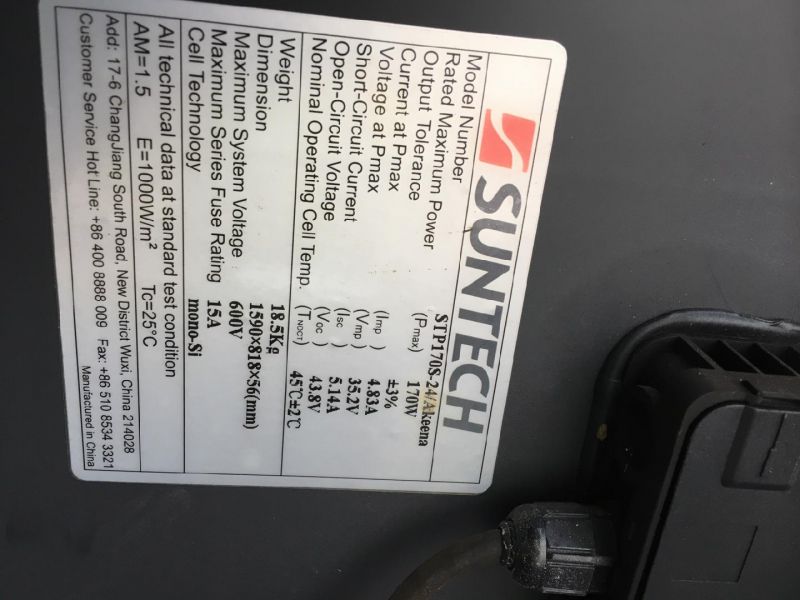 SUNTECH
Model Number STP170S-24/Akeena
Rated Maximum Power (Pmax) 170W
Output Tolerance ±3%
Current at Pmax (Imp) 4.83A
Voltage at Pmax (Vmp) 35.2V
Short-Circuit Current (Isc) 5.14A
Open-Circuit Voltage (Voc) 43.8V
Nominal Operating Cell Temp. (TNOCT) 45℃±2℃
Weight 18.5Kg
Dimension 1590×818×56(mm)
Maximum System Voltage 600V
Maximum Series Fuse Rating 15A
Cell Technology mono-Si
All technical data at standard test condition
AM=1.5 E=1000W/m² Tc=25°C
Add: 17-6 ChangJiang South Road, New District Wuxi, China 214028
Customer Service Hot Line: +86 400 8888 009 Fax: +86 510 8534 3321
Manufactured in China